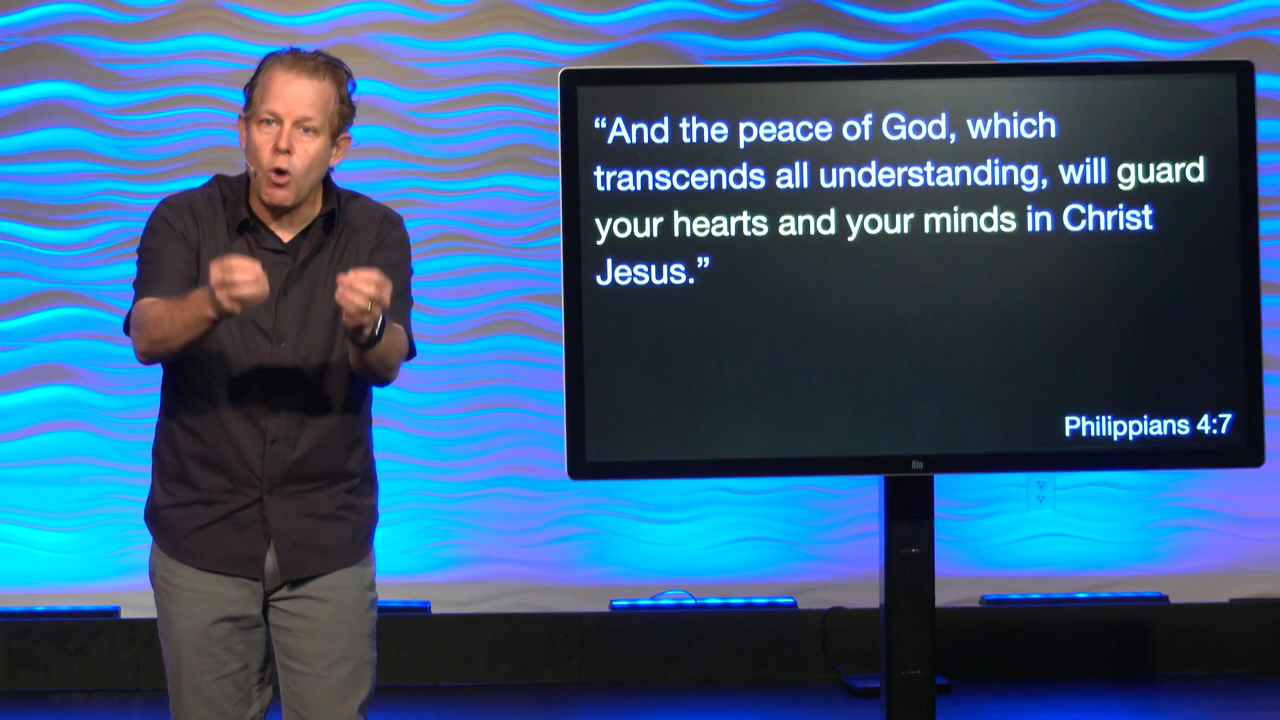 “And the peace of God, which
transcends all understanding, will guard
your hearts and your minds in Christ
Jesus.”
Philippians 4:7
elo